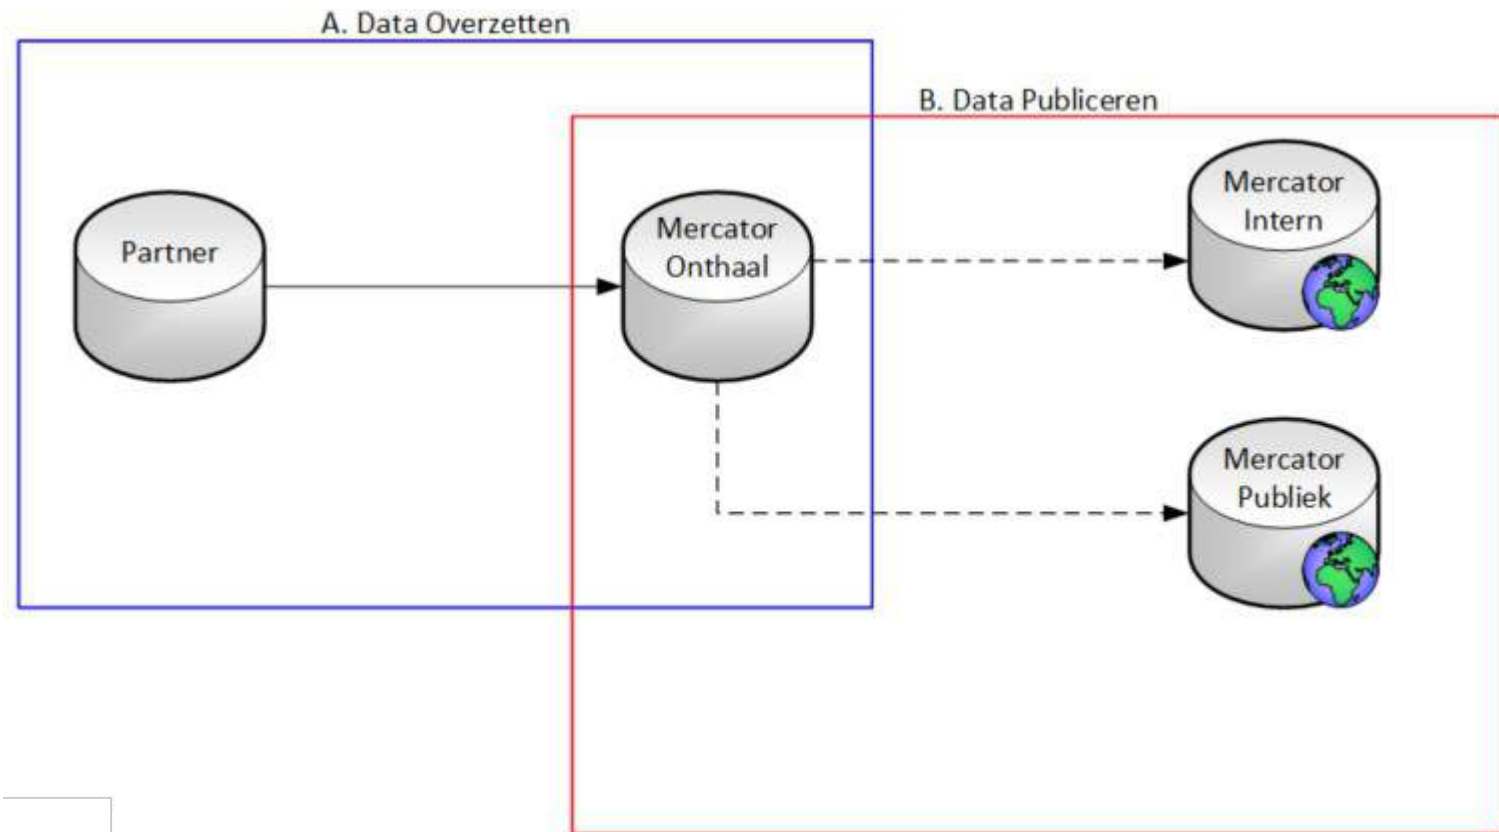 A. Data Overzetten
B. Data Publiceren
Partner
Mercator
Onthaal
Mercator
Intern
Mercator
Publiek